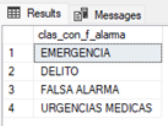 Results Messages
clas_con_f_alarma
1 EMERGENCIA
2 DELITO
3 FALSA ALARMA
4 URGENCIAS MEDICAS